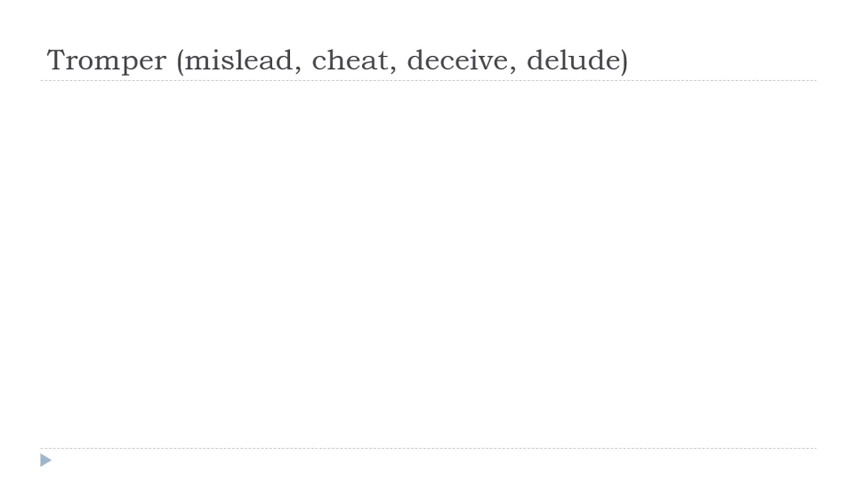 Tromper (mislead, cheat, deceive, delude)